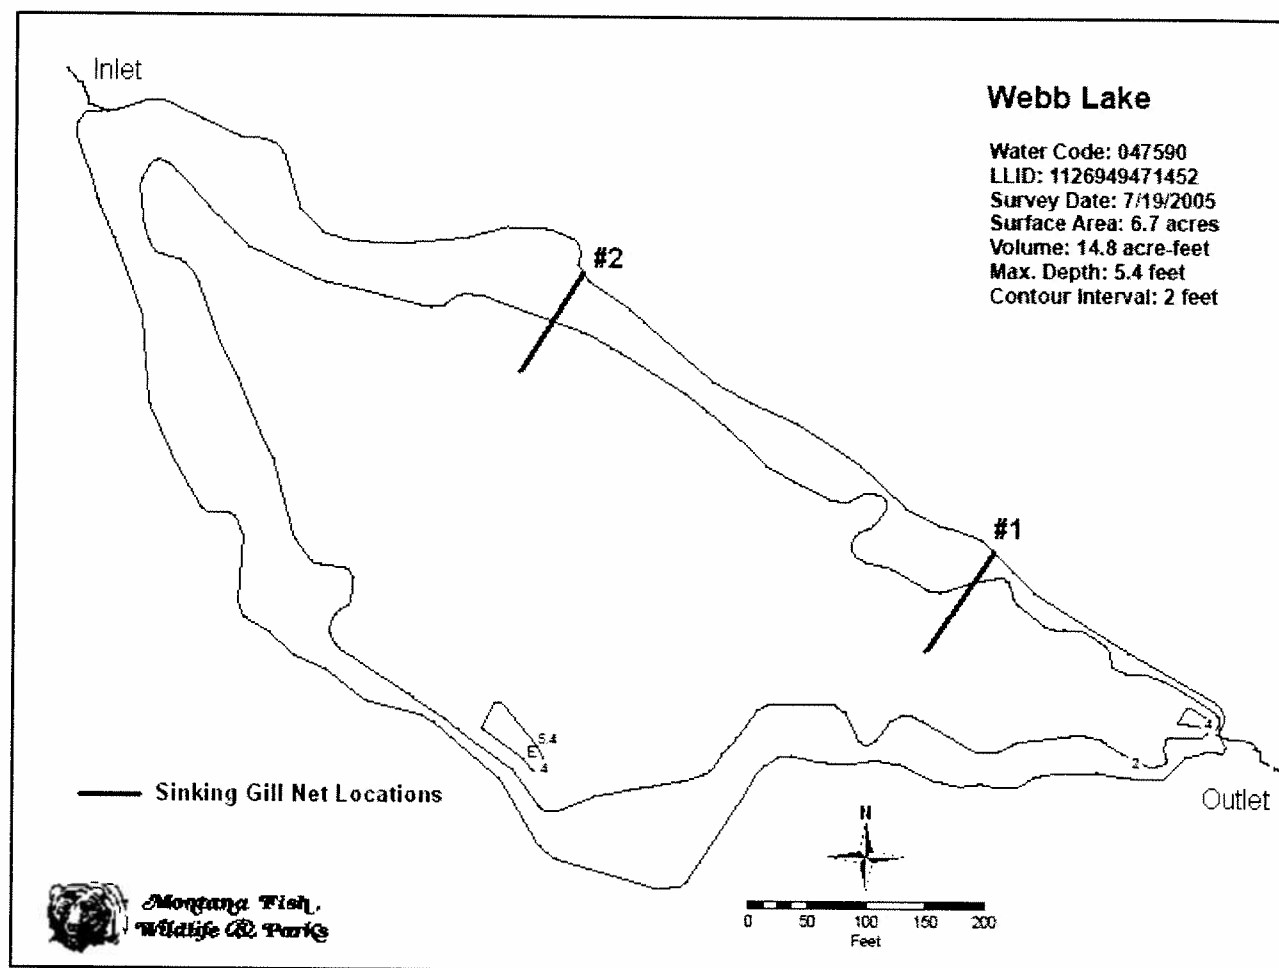 Inlet
Webb Lake
Water Code: 047590
LLID: 1126949471452
Survey Date: 7/19/2005
Surface Area: 6.7 acres
Volume: 14.8 acre-feet
Max. Depth: 5.4 feet
Contour Interval: 2 feet
#2
#1
5.4
E
4
4
2
Outlet
Sinking Gill Net Locations
N
Montana Fish,
Wildlife & Parks
0 50 100 150 200
Feet